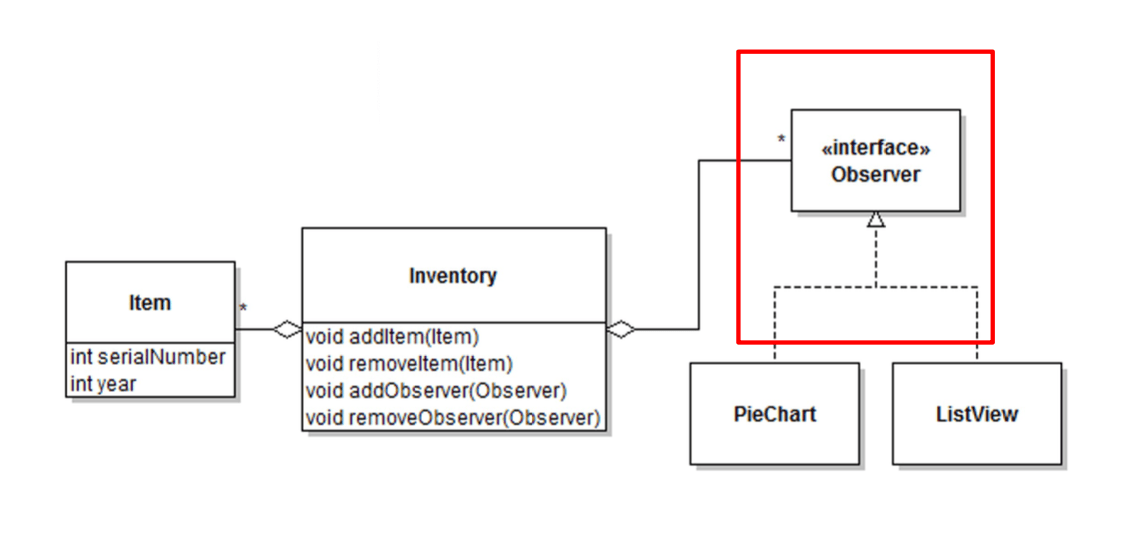 *
«interface»
Observer
Inventory
Item
*
void addItem(Item)
void removeItem(Item)
void addObserver(Observer)
void removeObserver(Observer)
int serialNumber
int year
PieChart
ListView